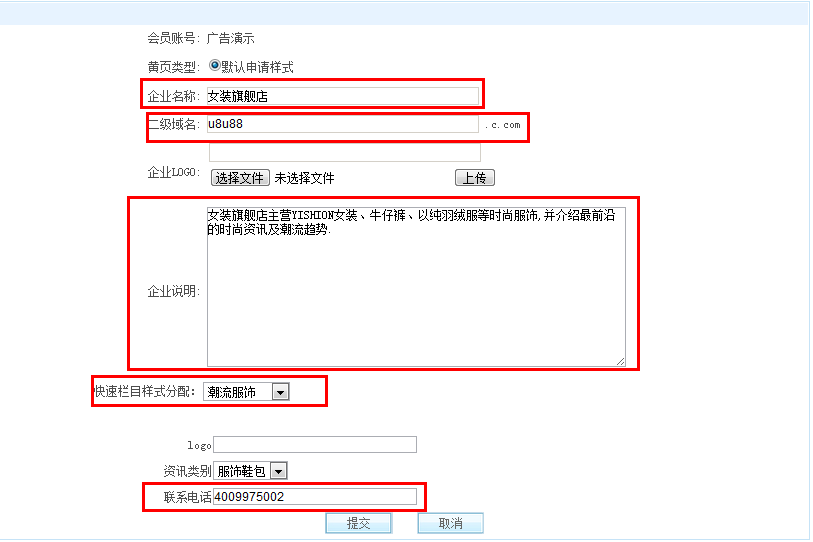 会员账号: 广告演示
黄页类型: 默认申请样式
企业名称: 女装旗舰店
二级域名: u8u88 .c.com
企业LOGO: 选择文件 未选择文件 上传
女装旗舰店主营YISHION女装、牛仔裤、以纯羽绒服等时尚服饰,并介绍最前沿
的时尚资讯及潮流趋势.
企业说明:
快速栏目样式分配: 潮流服饰
logo
资讯类别 服饰鞋包
联系电话 4009975002
提交 取消